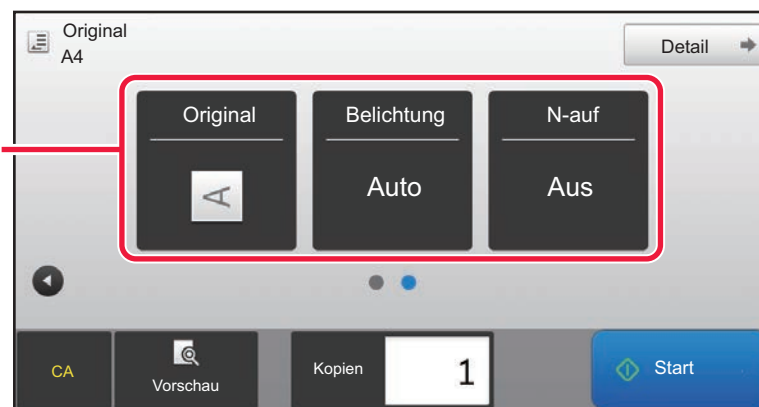 Original
A4
Detail
Original
Belichtung
N-auf
A
Auto
Aus
CA
Vorschau
Kopien
1
Start